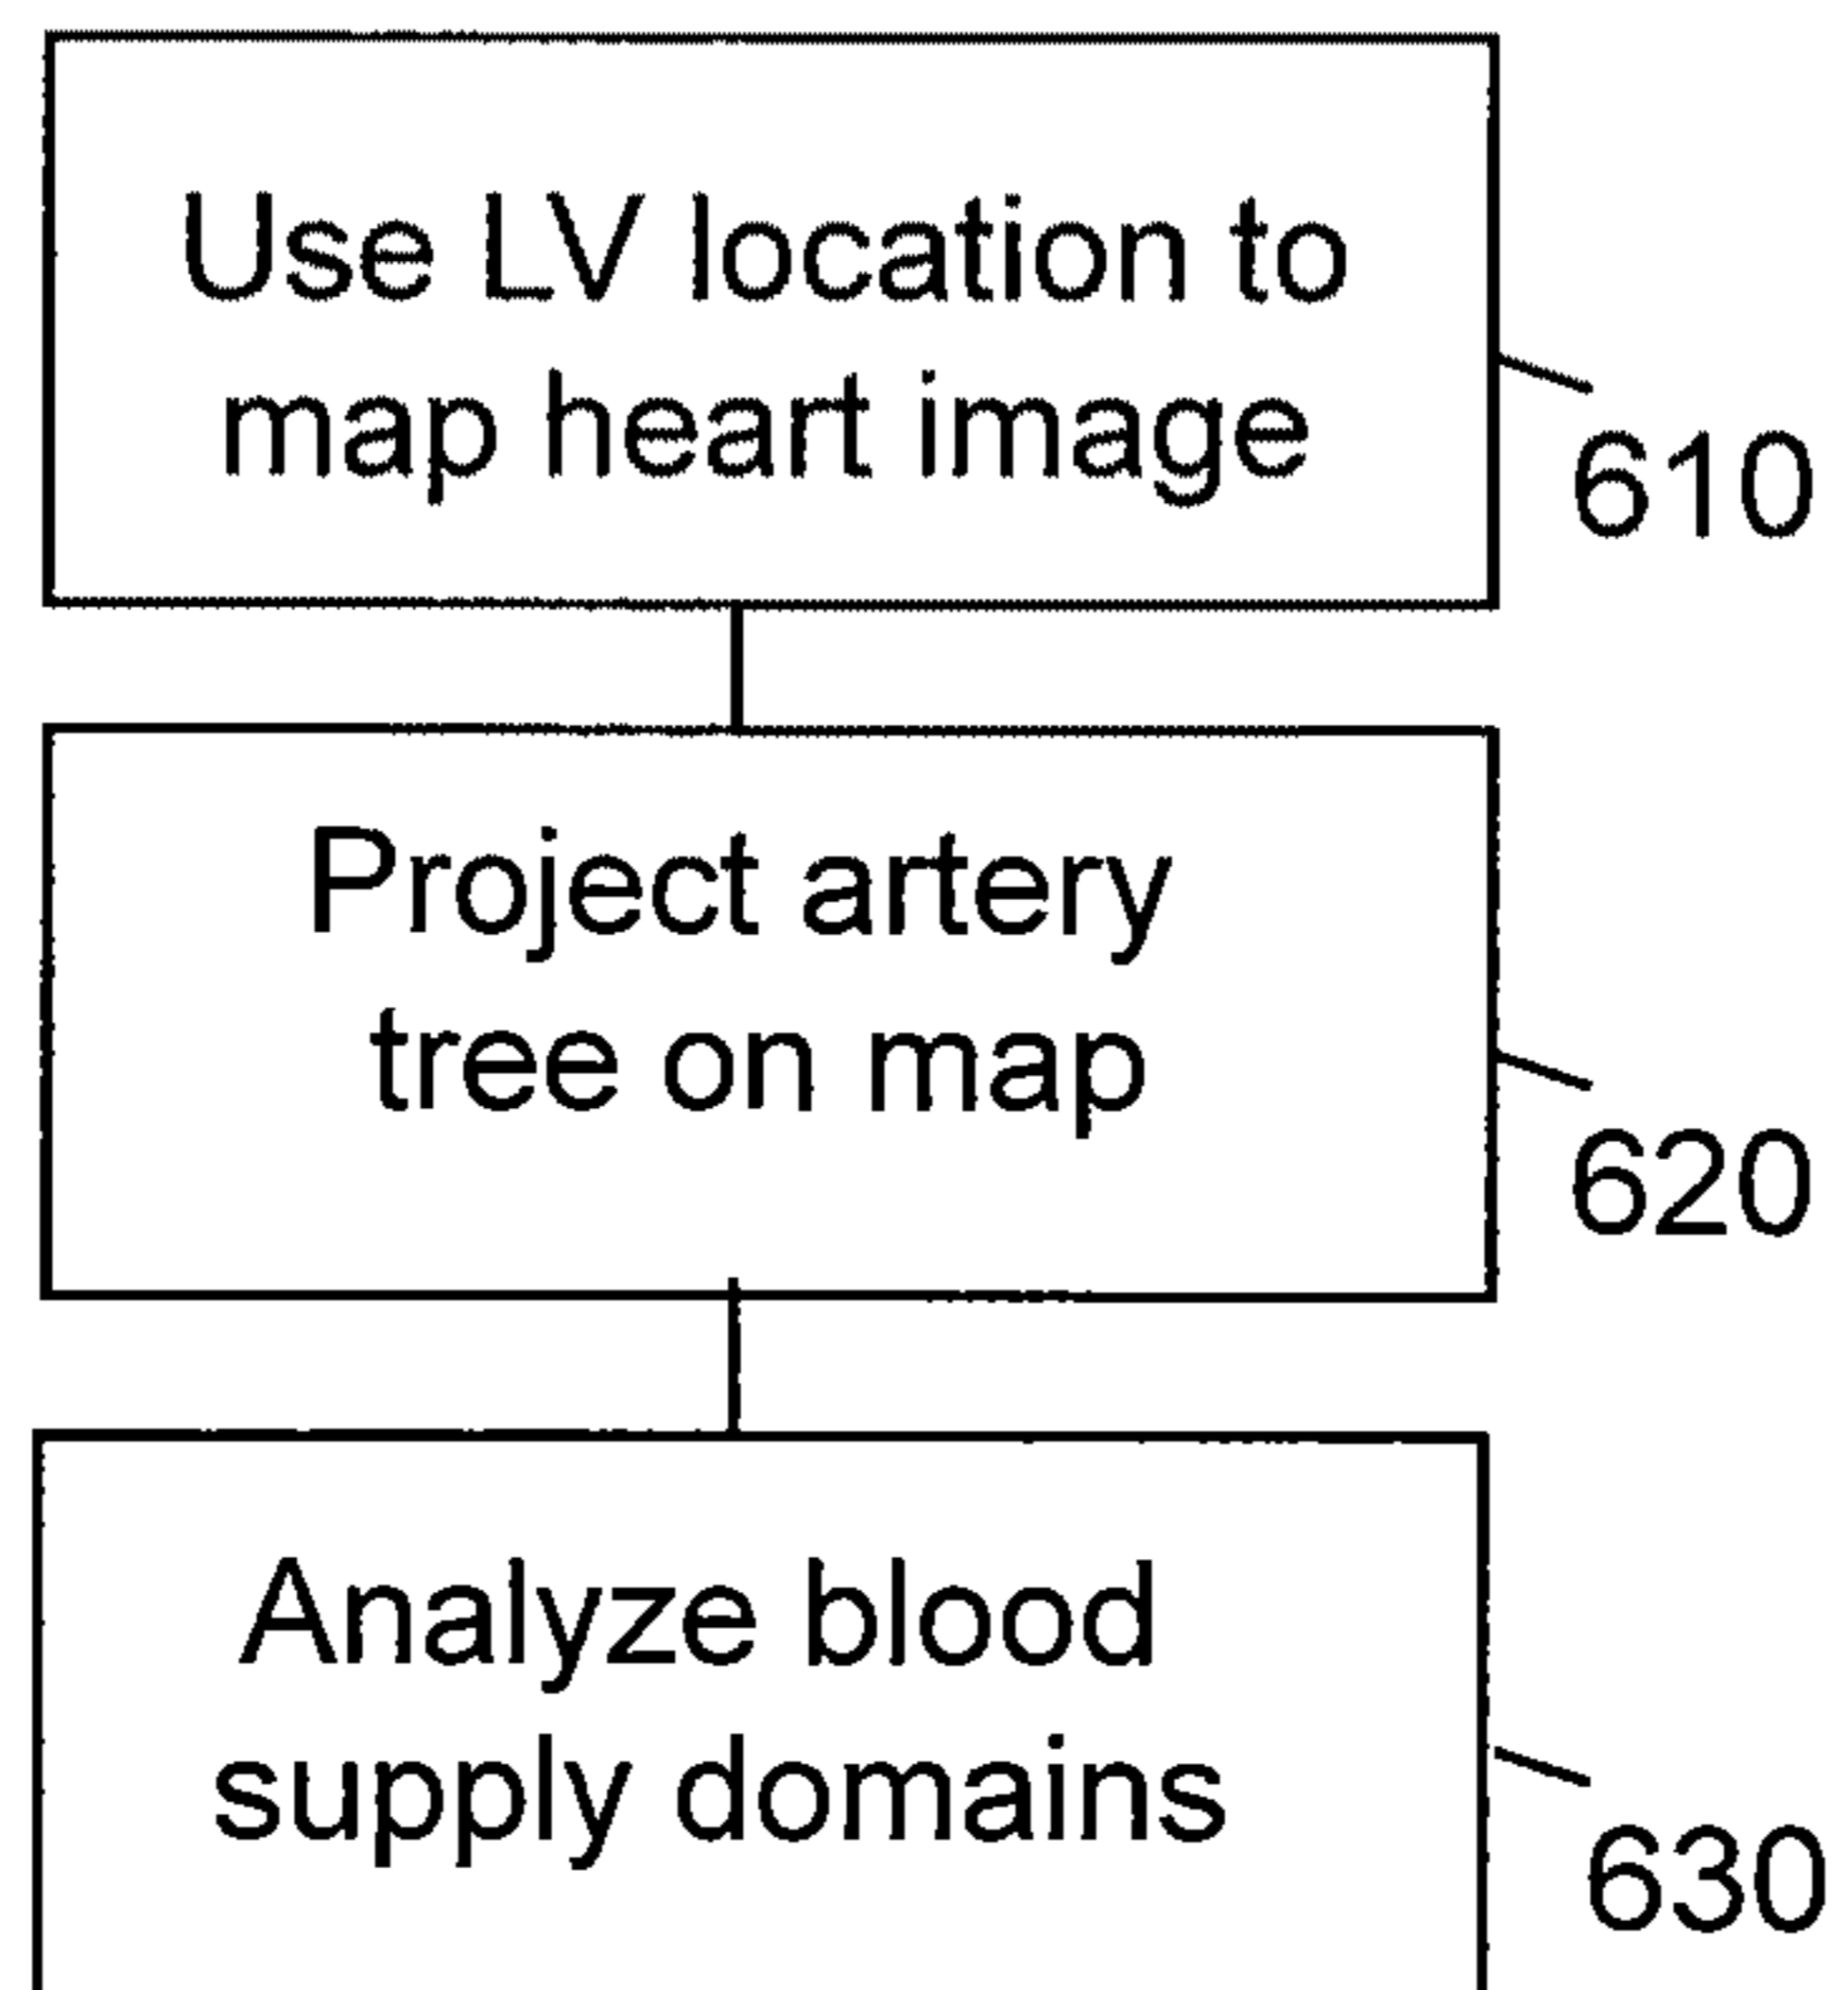 Use LV location to
map heart image
610
Project artery
tree on map
620
Analyze blood
supply domains
630